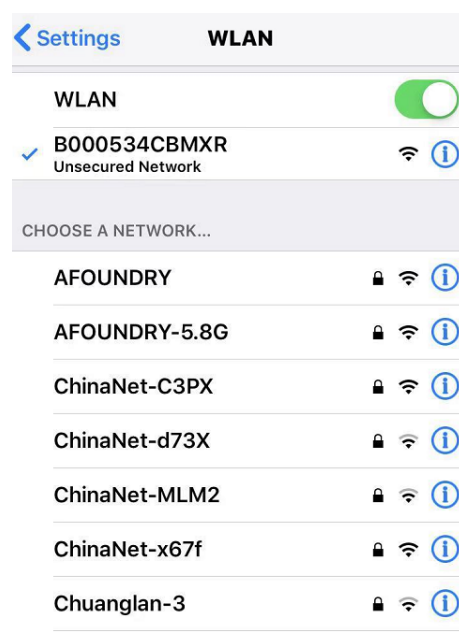 Settings WLAN
WLAN
B000534CBMXR
Unsecured Network
CHOOSE A NETWORK...
AFOUNDRY
AFOUNDRY-5.8G
ChinaNet-C3PX
ChinaNet-d73X
ChinaNet-MLM2
ChinaNet-x67f
Chuanglan-3